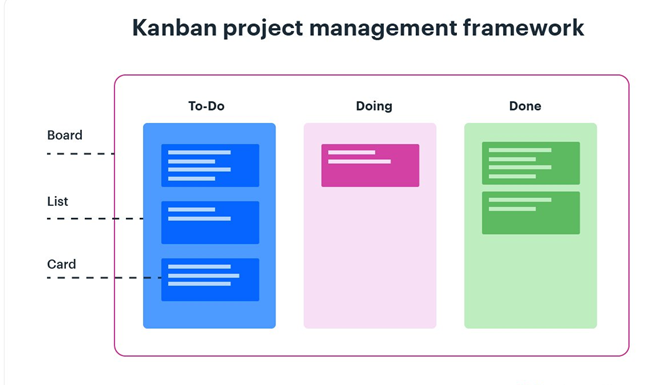 Kanban project management framework
To-Do
Doing
Done
Board
List
Card